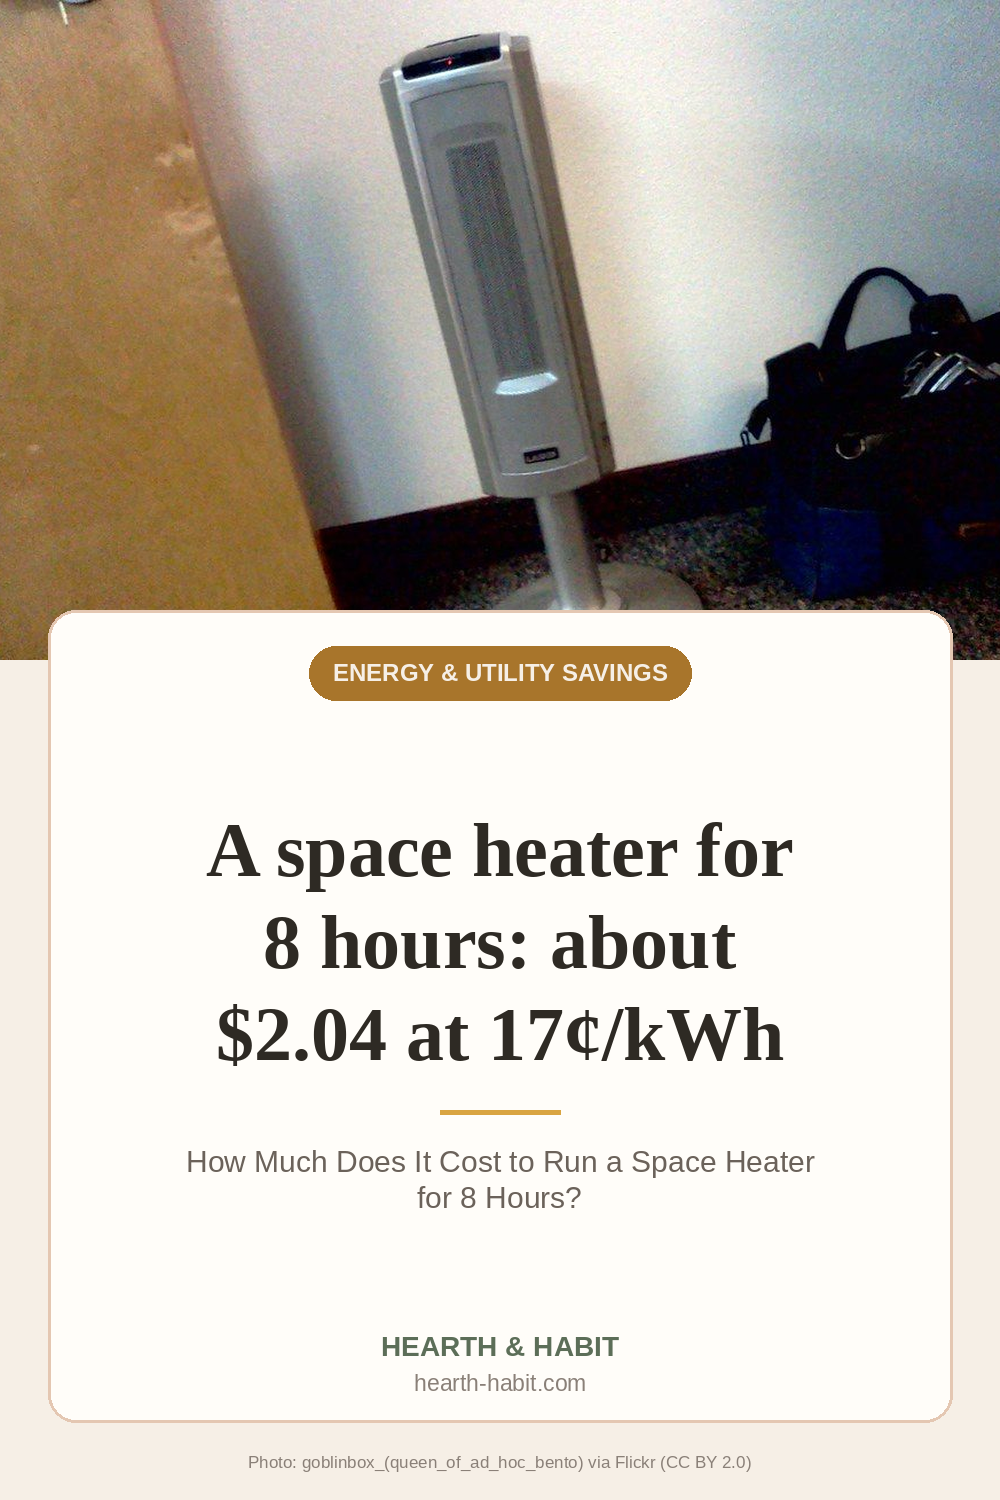 ENERGY & UTILITY SAVINGS
A space heater for
8 hours: about
$2.04 at 17¢/kWh
How Much Does It Cost to Run a Space Heater
for 8 Hours?
HEARTH & HABIT
hearth-habit.com
Photo: goblinbox_(queen_of_ad_hoc_bento) via Flickr (CC BY 2.0)